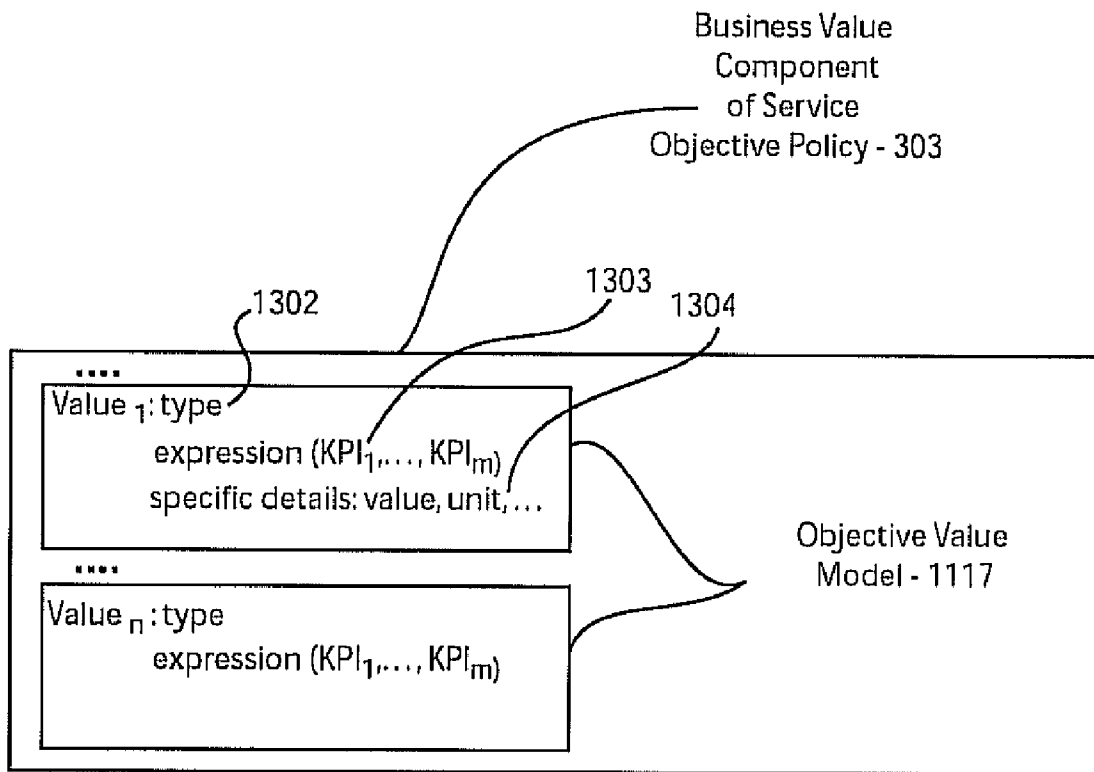 Business Value
Component
of Service
Objective Policy - 303
1302
1303
1304
....
Value 1 : type
expression (KPI1,..., KPIm)
specific details: value, unit, ...
....
Value n : type
expression (KPI1,..., KPIm)
Objective Value
Model - 1117